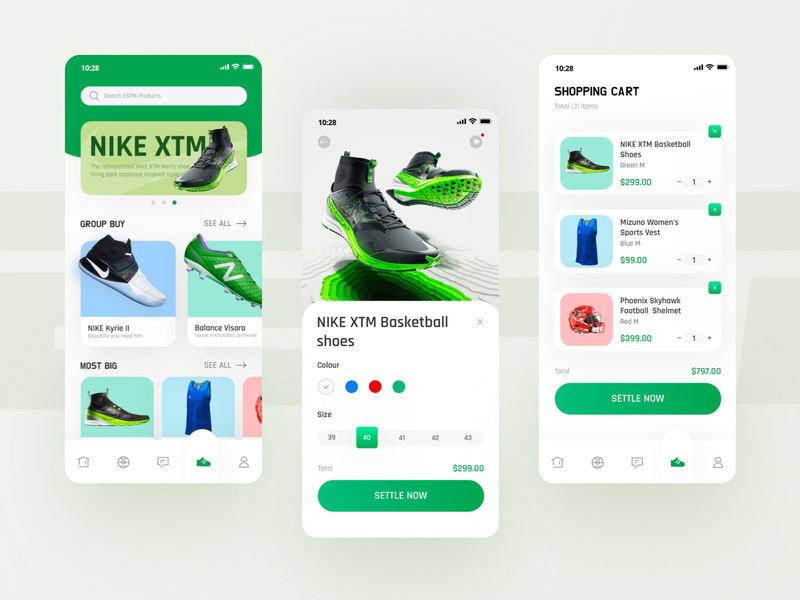 10:28
Search ESPN Products
NIKE XTM
The reincarnated NIKE XTM Men's shoe
bring back airplance inspired style
GROUP BUY
SEE ALL
NIKE Kyrie II
Exquisite you need him
Balance Visaro
soccer enthusiasts preferred
MOST BIG
SEE ALL
10:28
NIKE XTM Basketball
shoes
Colour
Size
39 40 41 42 43
Total $299.00
SETTLE NOW
10:28
SHOPPING CART
Total (3) items
NIKE XTM Basketball
Shoes
Green M
$299.00 − 1 +
Mizuno Women's
Sports Vest
Blue M
$99.00 − 1 +
Phoenix Skyhawk
Football Shelmet
Red M
$399.00 − 1 +
Total $797.00
SETTLE NOW